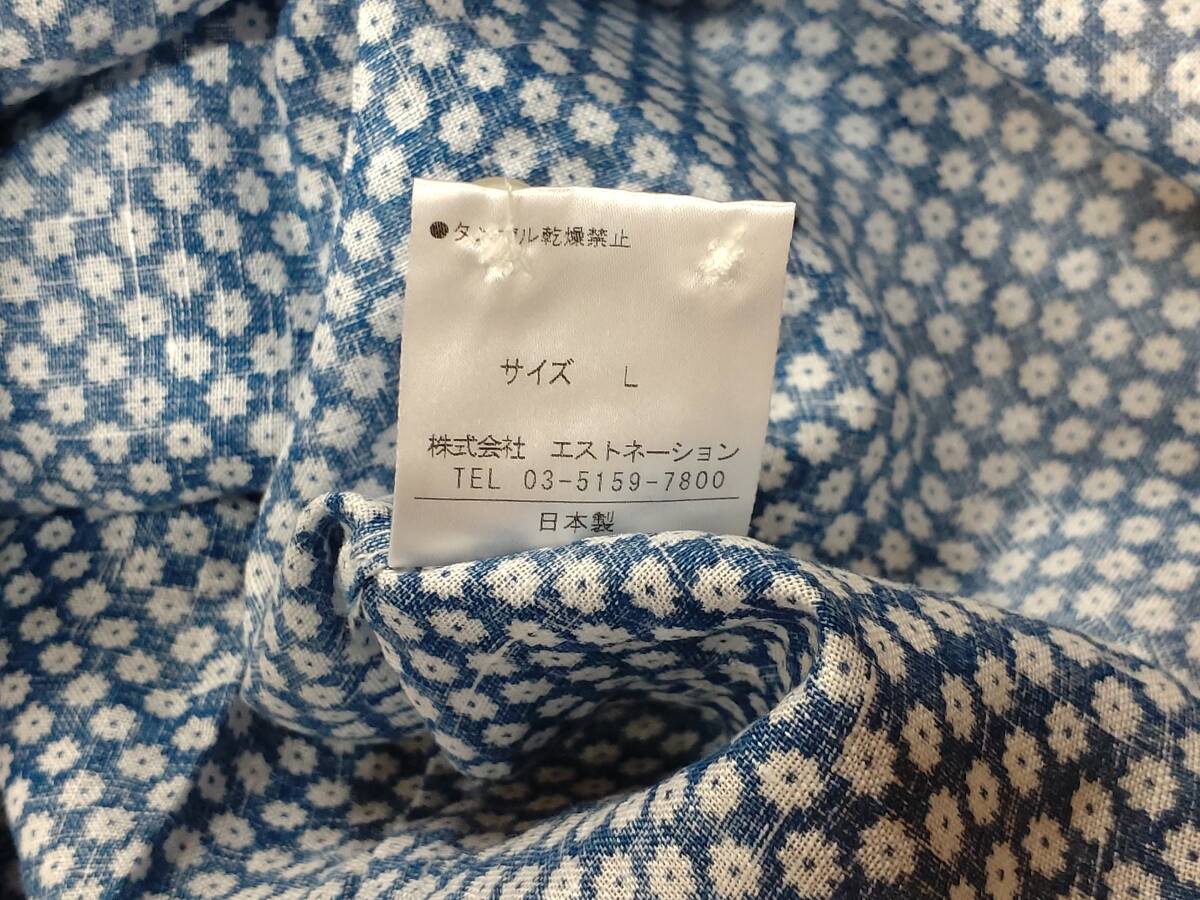 ●タンブル乾燥禁止
サイズ L
株式会社 エストネーション
TEL 03-5159-7800
日本製